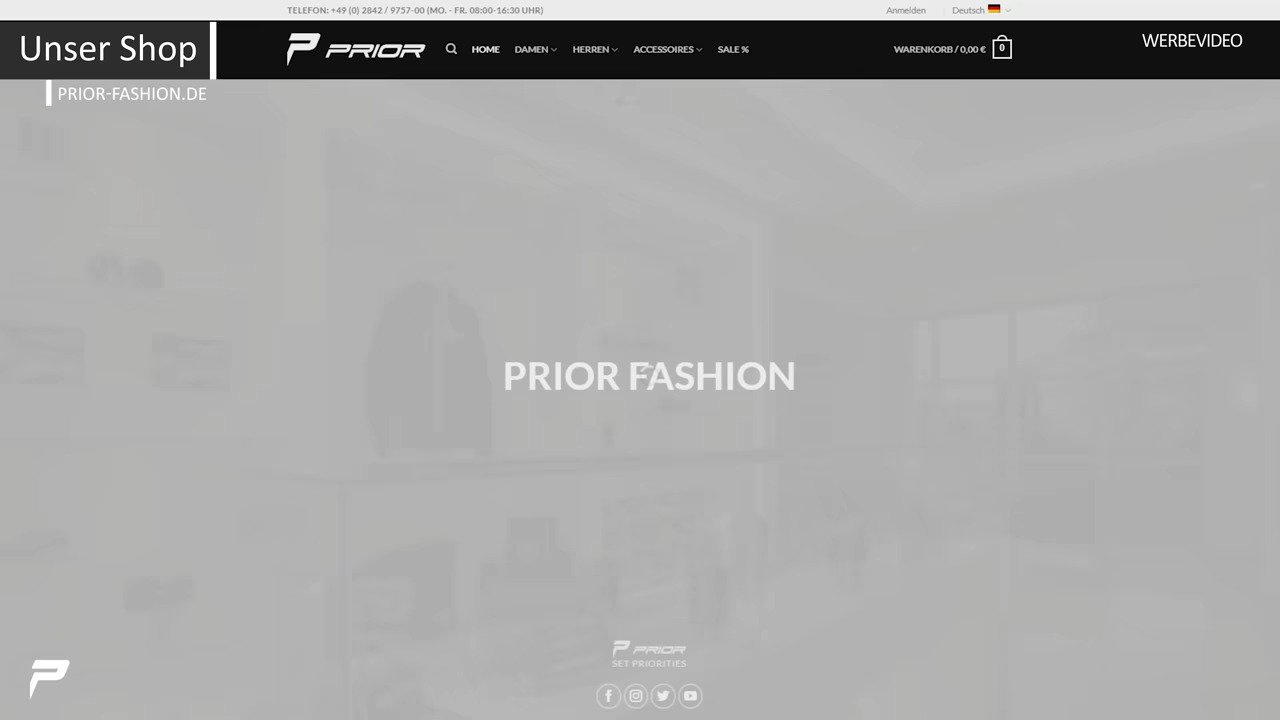 TELEFON: +49 (0) 2842 / 9757-00 (MO. - FR. 08:00-16:30 UHR)
Anmelden
Deutsch
Unser Shop
PRIOR
HOME
DAMEN
HERREN
ACCESSOIRES
SALE %
WARENKORB / 0,00 €
0
WERBEVIDEO
PRIOR-FASHION.DE
PRIOR FASHION
PRIOR
SET PRIORITIES